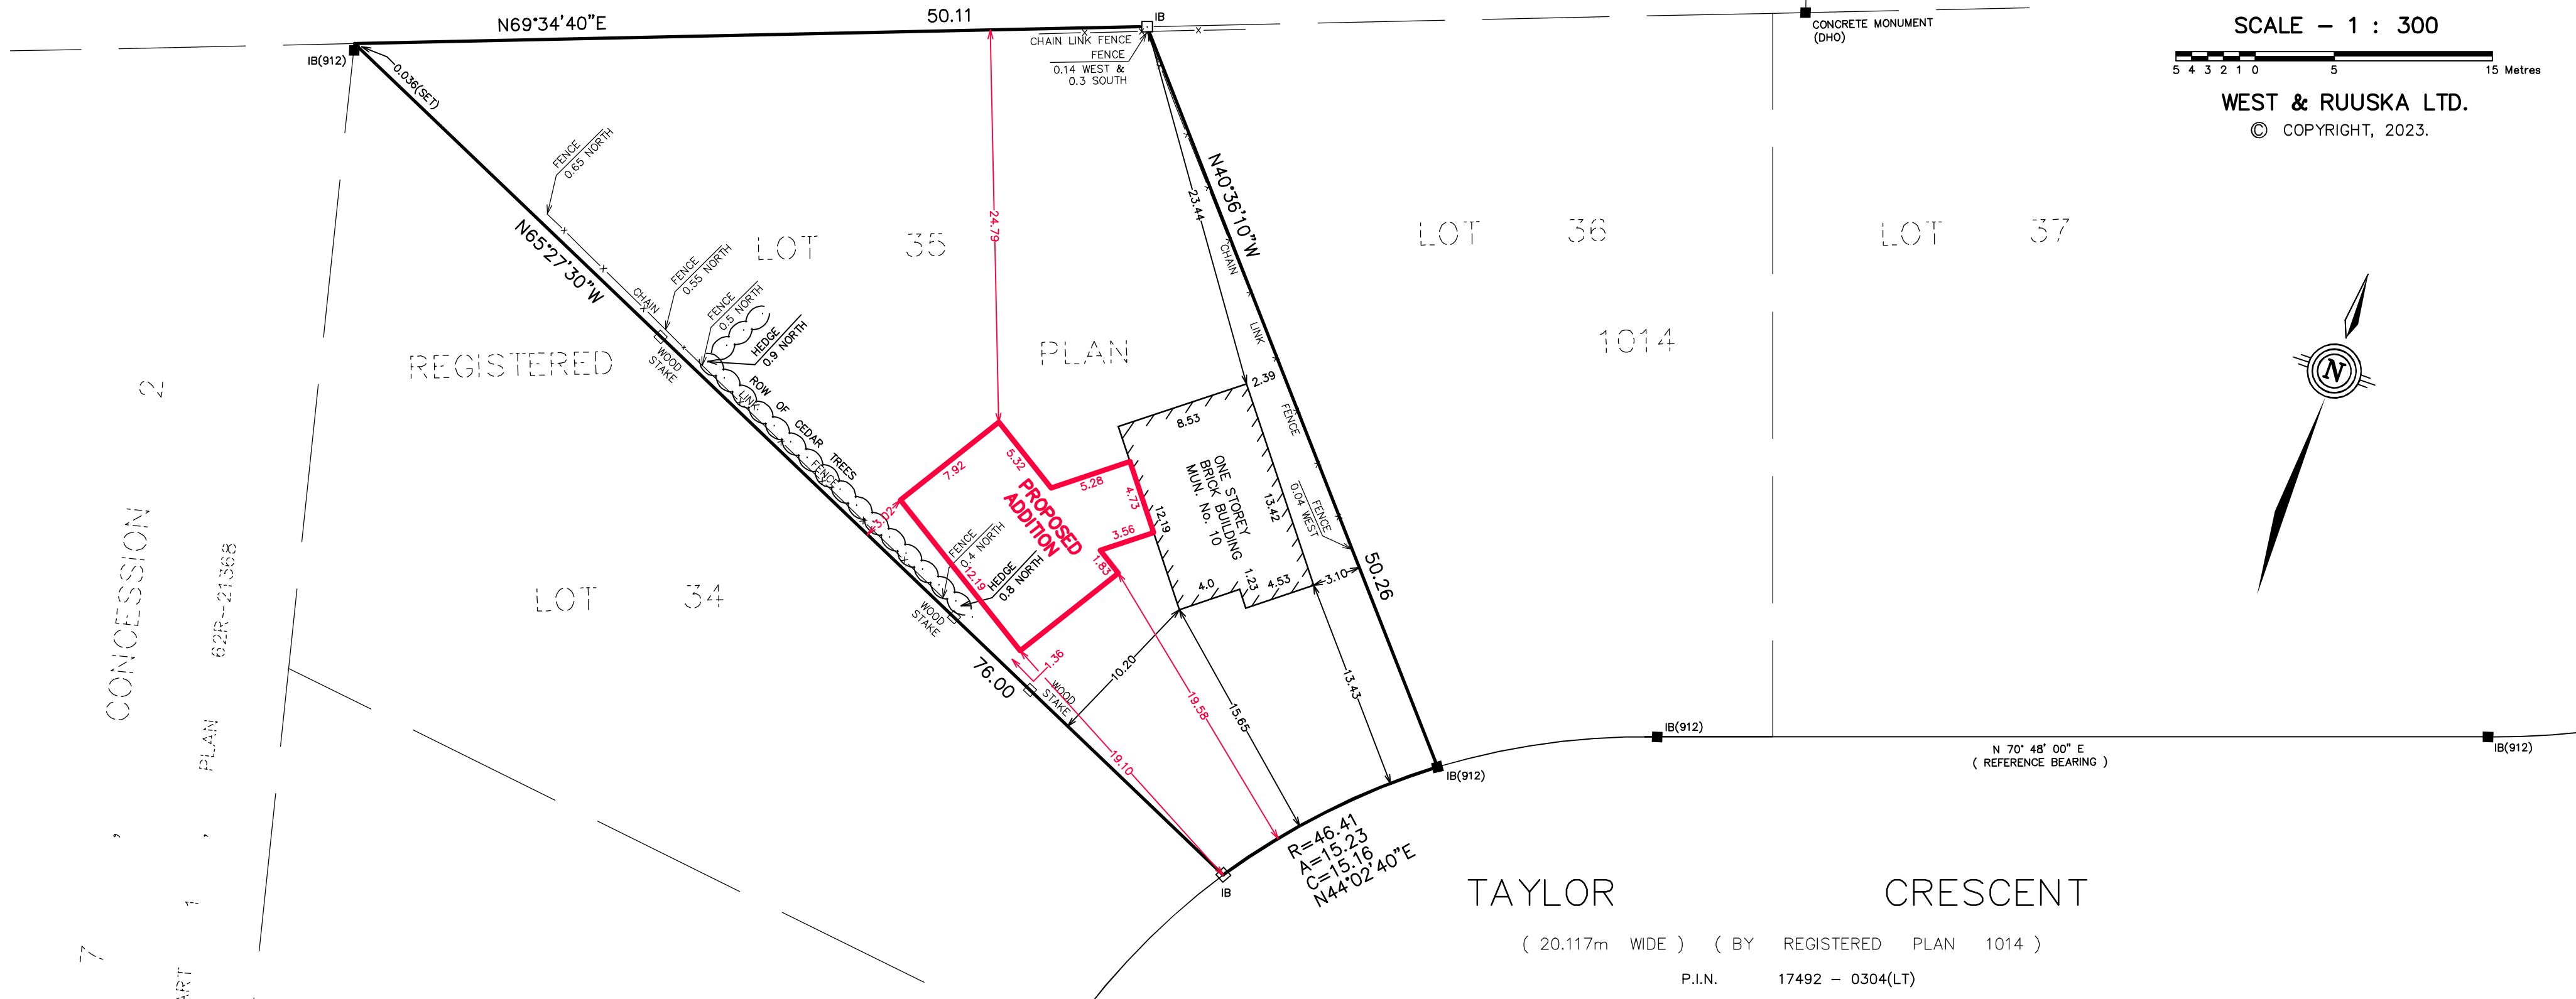 N69°34'40"E
50.11
IB
CONCRETE MONUMENT
(DHO)
SCALE - 1 : 300
5 4 3 2 1 0 5 15 Metres
WEST & RUUSKA LTD.
© COPYRIGHT, 2023.
IB(912)
0.036(SET)
CHAIN LINK FENCE
FENCE
0.14 WEST &
0.3 SOUTH
FENCE
0.65 NORTH
N65°27'30"W
LOT 35
24.79
23.44
N40°36'10"W
CHAIN
LINK
FENCE
LOT 36
LOT 37
FENCE
0.55 NORTH
CHAIN
FENCE
0.5 NORTH
HEDGE
0.9 NORTH
WOOD
STAKE
REGISTERED
PLAN
1014
N
ROW OF CEDAR TREES
LINK
FENCE
2
CONCESSION
7 ,
PLAN 62R-21368
ART 1 ,
7.92
5.32
5.28
4.73
3.56
1.83
3.02
12.19
PROPOSED
ADDITION
8.53
2.39
12.19
13.42
ONE STOREY
BRICK BUILDING
MUN. No. 10
FENCE
0.04 WEST
4.0
1.23
4.53
3.10
50.26
FENCE
0.4 NORTH
HEDGE
0.8 NORTH
WOOD
STAKE
LOT 34
1.36
WOOD
STAKE
76.00
10.20
19.10
19.58
15.65
13.43
IB(912)
IB(912)
N 70° 48' 00" E
( REFERENCE BEARING )
IB(912)
IB
R=46.41
A=15.23
C=15.16
N44°02'40"E
TAYLOR CRESCENT
( 20.117m WIDE ) ( BY REGISTERED PLAN 1014 )
P.I.N. 17492 - 0304(LT)